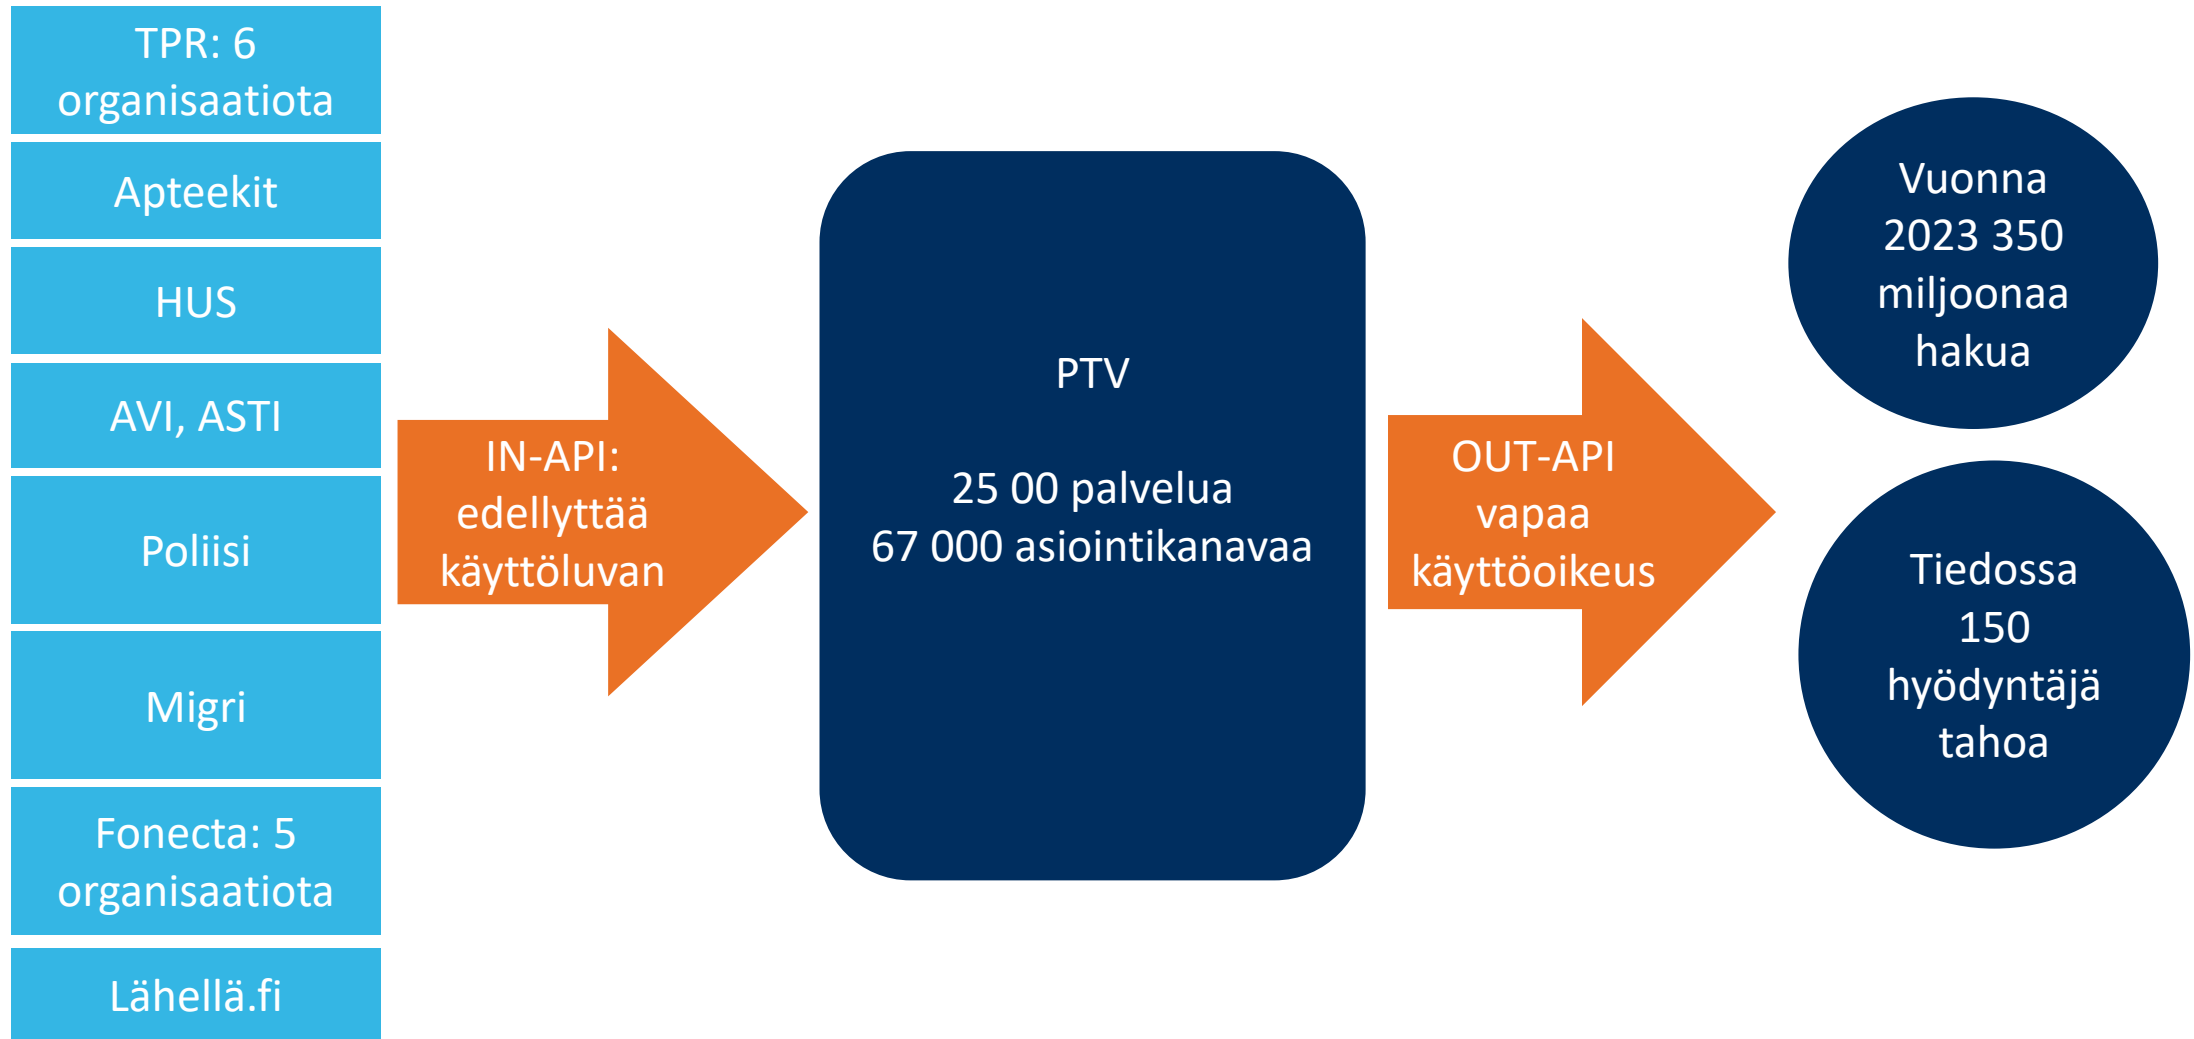 TPR: 6
organisaatiota
Apteekit
HUS
AVI, ASTI
Poliisi
Migri
Fonecta: 5
organisaatiota
Lähellä.fi
IN-API:
edellyttää
käyttöluvan
PTV
25 00 palvelua
67 000 asiointikanavaa
OUT-API
vapaa
käyttöoikeus
Vuonna
2023 350
miljoonaa
hakua
Tiedossa
150
hyödyntäjä
tahoa